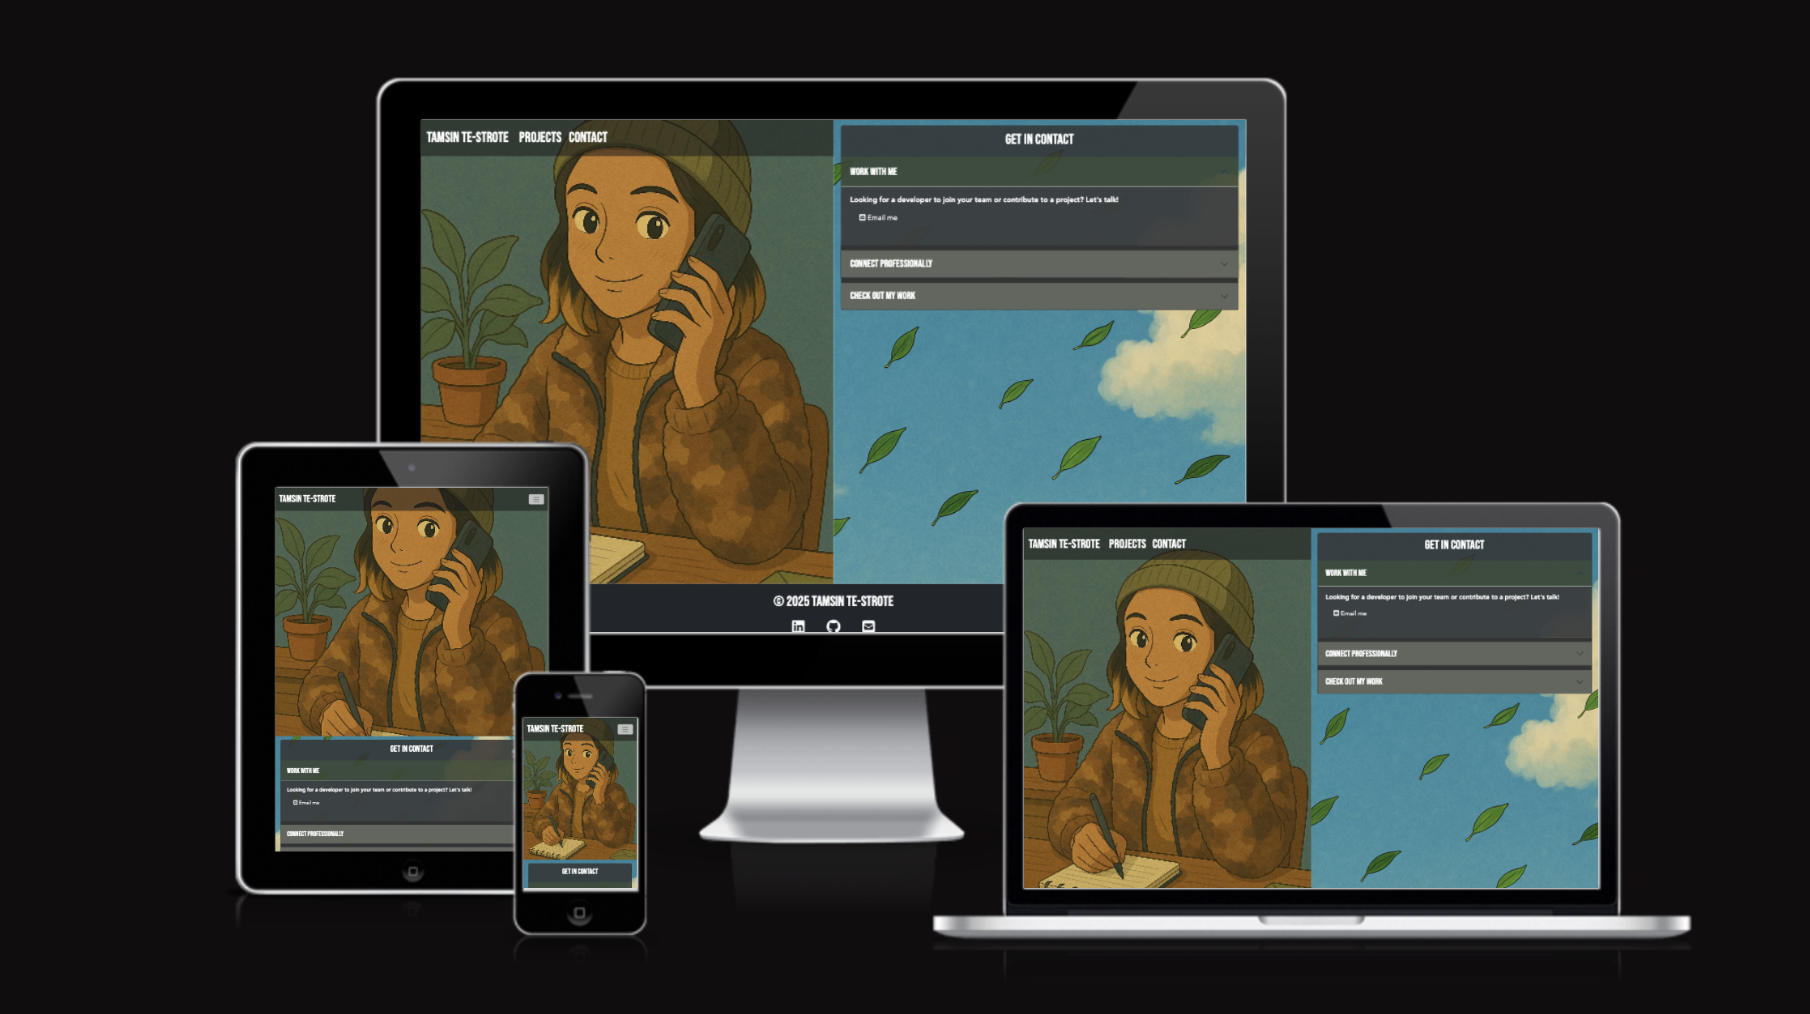 TAMSIN TE-STROTE PROJECTS CONTACT
GET IN CONTACT
WORK WITH ME
Looking for a developer to join your team or contribute to a project? Let's talk!
Email me
CONNECT PROFESSIONALLY
CHECK OUT MY WORK
© 2025 TAMSIN TE-STROTE
TAMSIN TE-STROTE
GET IN CONTACT
WORK WITH ME
Looking for a developer to join your team or contribute to a project? Let's talk!
Email me
CONNECT PROFESSIONALLY
TAMSIN TE-STROTE
GET IN CONTACT
TAMSIN TE-STROTE PROJECTS CONTACT
GET IN CONTACT
WORK WITH ME
Looking for a developer to join your team or contribute to a project? Let's talk!
Email me
CONNECT PROFESSIONALLY
CHECK OUT MY WORK